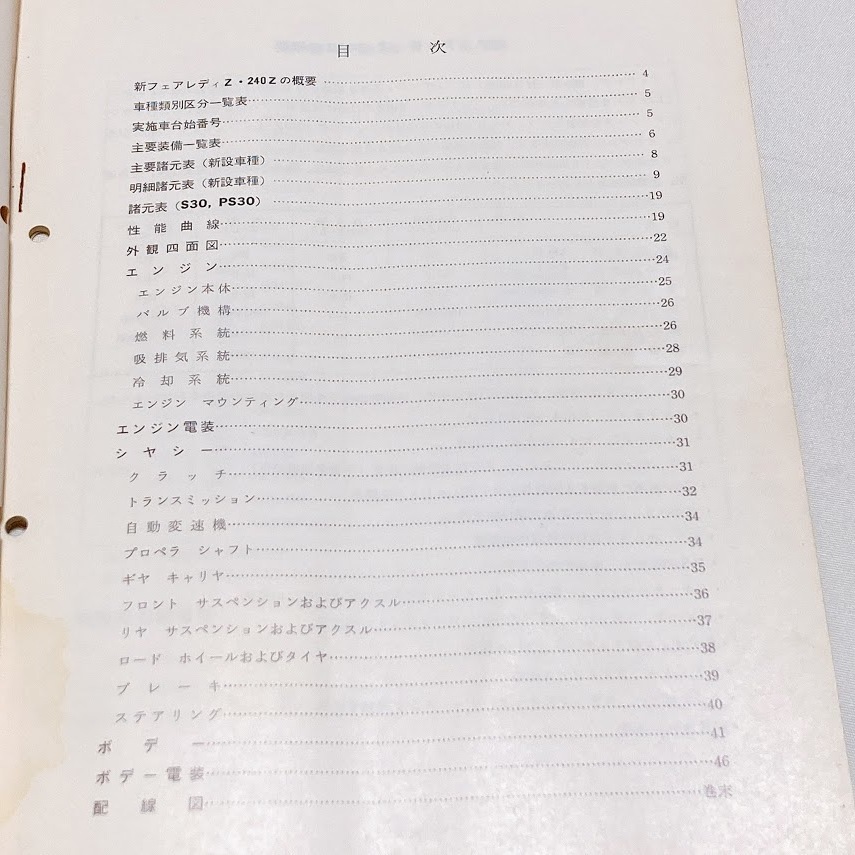 目次
新フェアレディZ・240Zの概要 4
車種類別区分一覧表 5
実施車台始番号 5
主要装備一覧表 6
主要諸元表（新設車種） 8
明細諸元表（新設車種） 9
諸元表（S30, PS30） 19
性能曲線 19
外観四面図 22
エンジン 24
エンジン本体 25
バルブ機構 26
燃料系統 26
吸排気系統 28
冷却系統 29
エンジン マウンティング 30
エンジン電装 30
シヤシー 31
クラッチ 31
トランスミッション 32
自動変速機 34
プロペラ シャフト 34
ギヤ キャリヤ 35
フロント サスペンションおよびアクスル 36
リヤ サスペンションおよびアクスル 37
ロード ホイールおよびタイヤ 38
ブレーキ 39
ステアリング 40
ボデー 41
ボデー電装 46
配線図 巻末